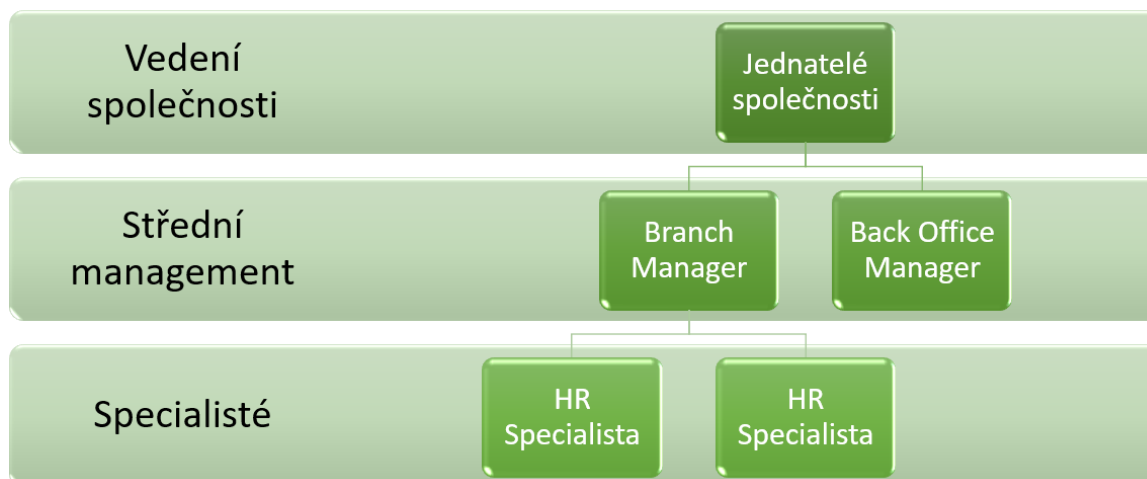 Vedení
společnosti
Jednatelé
společnosti
Střední
management
Branch
Manager
Back Office
Manager
Specialisté
HR
Specialista
HR
Specialista